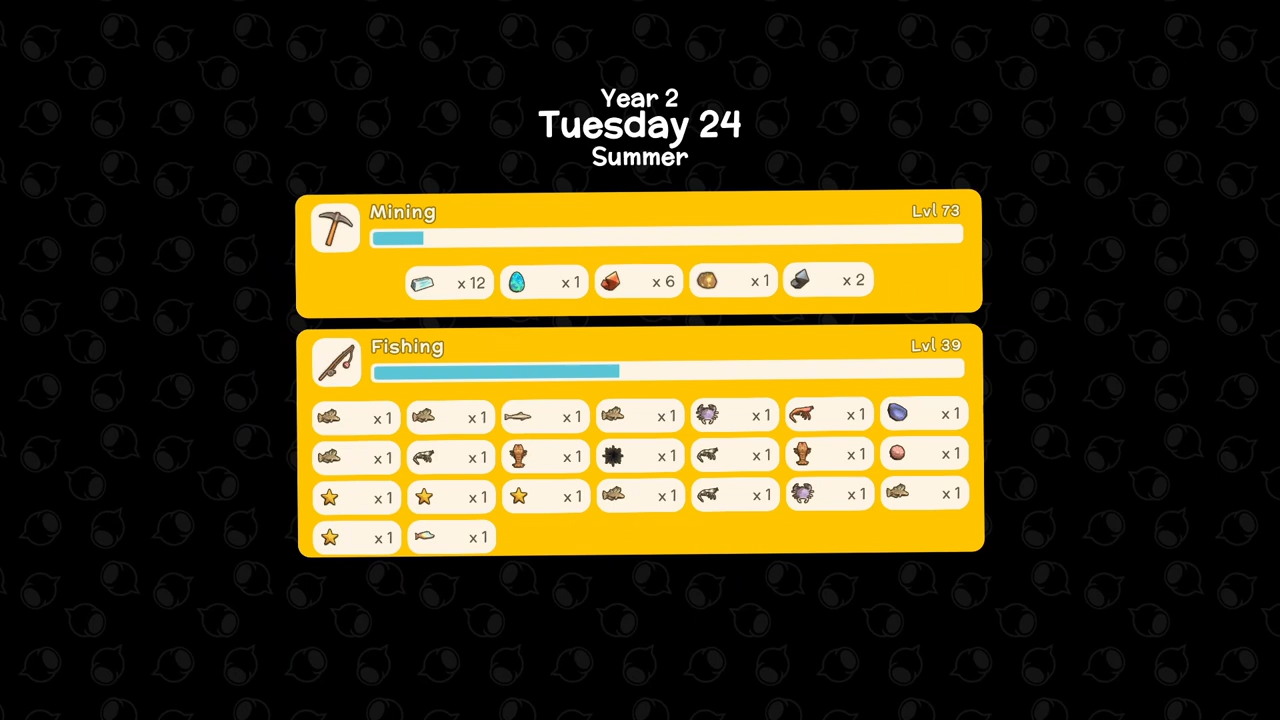 Year 2
Tuesday 24
Summer
Mining Lvl 73
x 12 x 1 x 6 x 1 x 2
Fishing Lvl 39
x 1 x 1 x 1 x 1 x 1 x 1 x 1
x 1 x 1 x 1 x 1 x 1 x 1 x 1
x 1 x 1 x 1 x 1 x 1 x 1 x 1
x 1 x 1